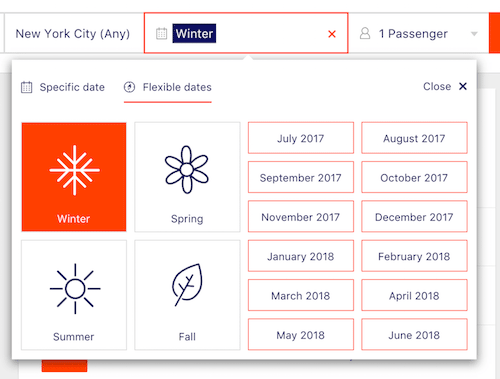 New York City (Any)
Winter
1 Passenger
Specific date
Flexible dates
Close
Winter
Spring
Summer
Fall
July 2017
August 2017
September 2017
October 2017
November 2017
December 2017
January 2018
February 2018
March 2018
April 2018
May 2018
June 2018